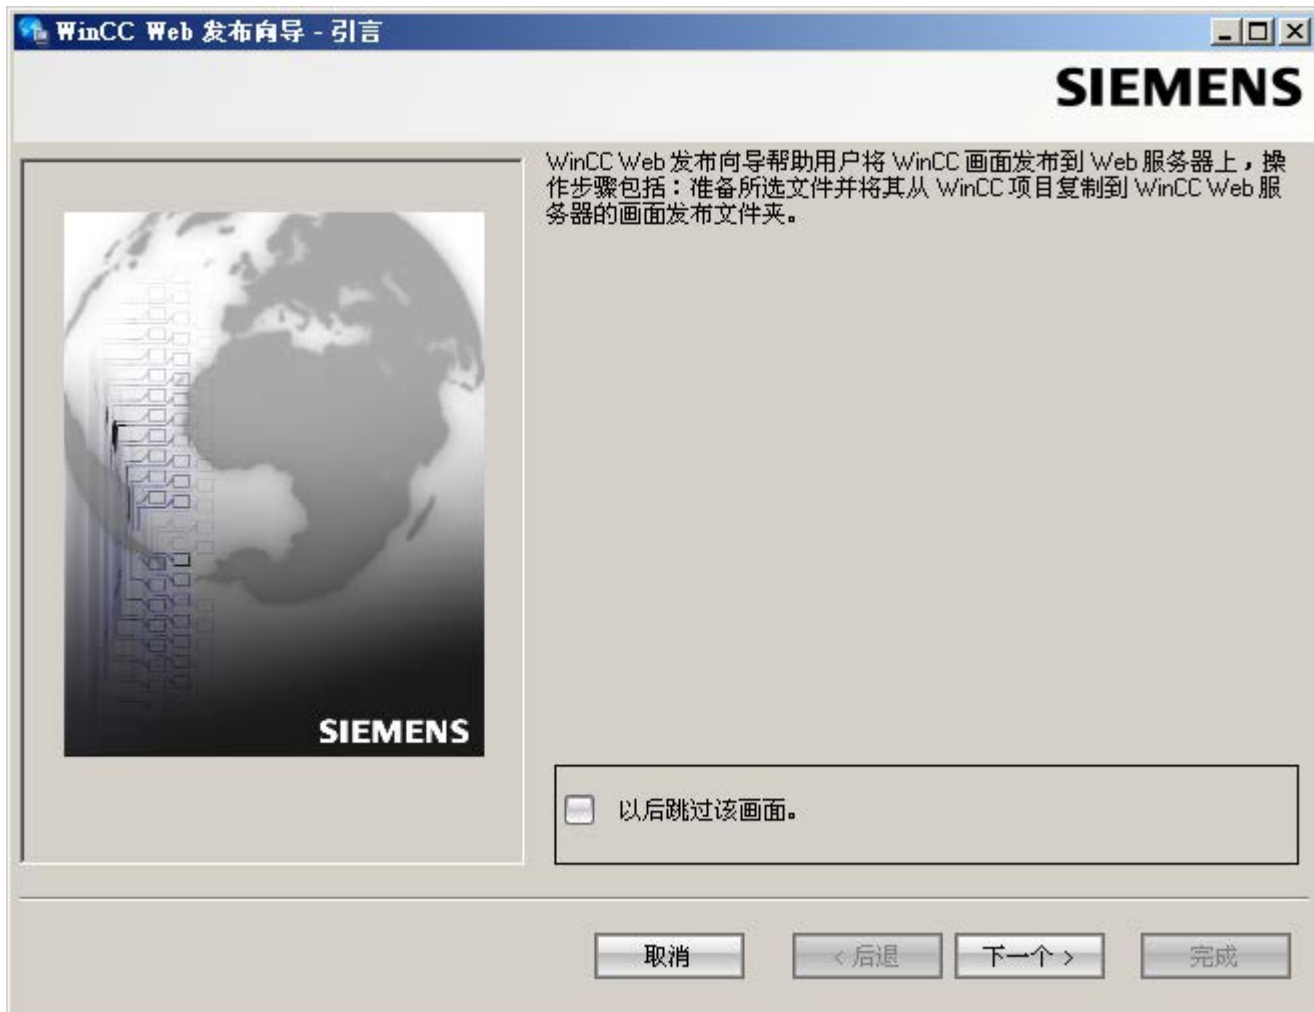 WinCC Web 发布向导 - 引言
SIEMENS
WinCC Web 发布向导帮助用户将 WinCC 画面发布到 Web 服务器上，操
作步骤包括：准备所选文件并将其从 WinCC 项目复制到 WinCC Web 服
务器的画面发布文件夹。
SIEMENS
以后跳过该画面。
取消
< 后退
下一个 >
完成